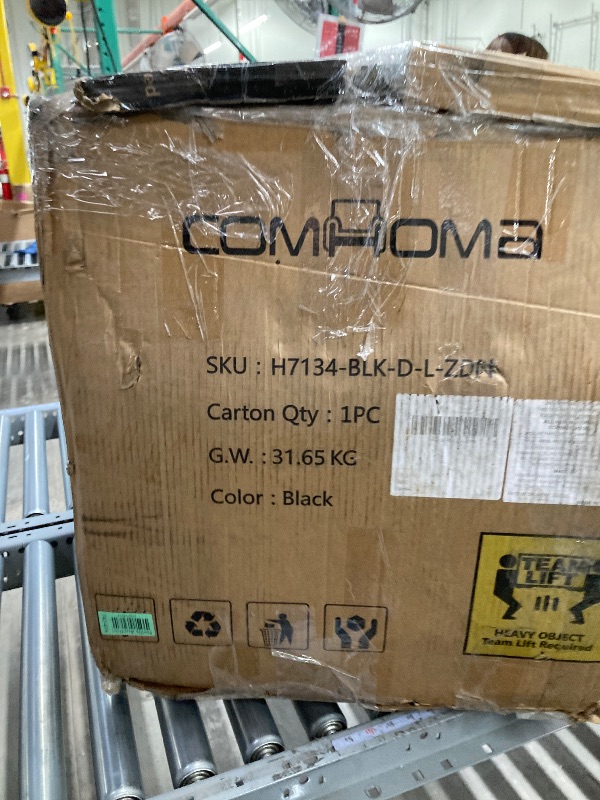 COMHOMA
SKU : H7134-BLK-D-L-ZDN
Carton Qty : 1PC
G.W. : 31.65 KG
Color : Black
TEAM
LIFT
HEAVY OBJECT
Team Lift Required